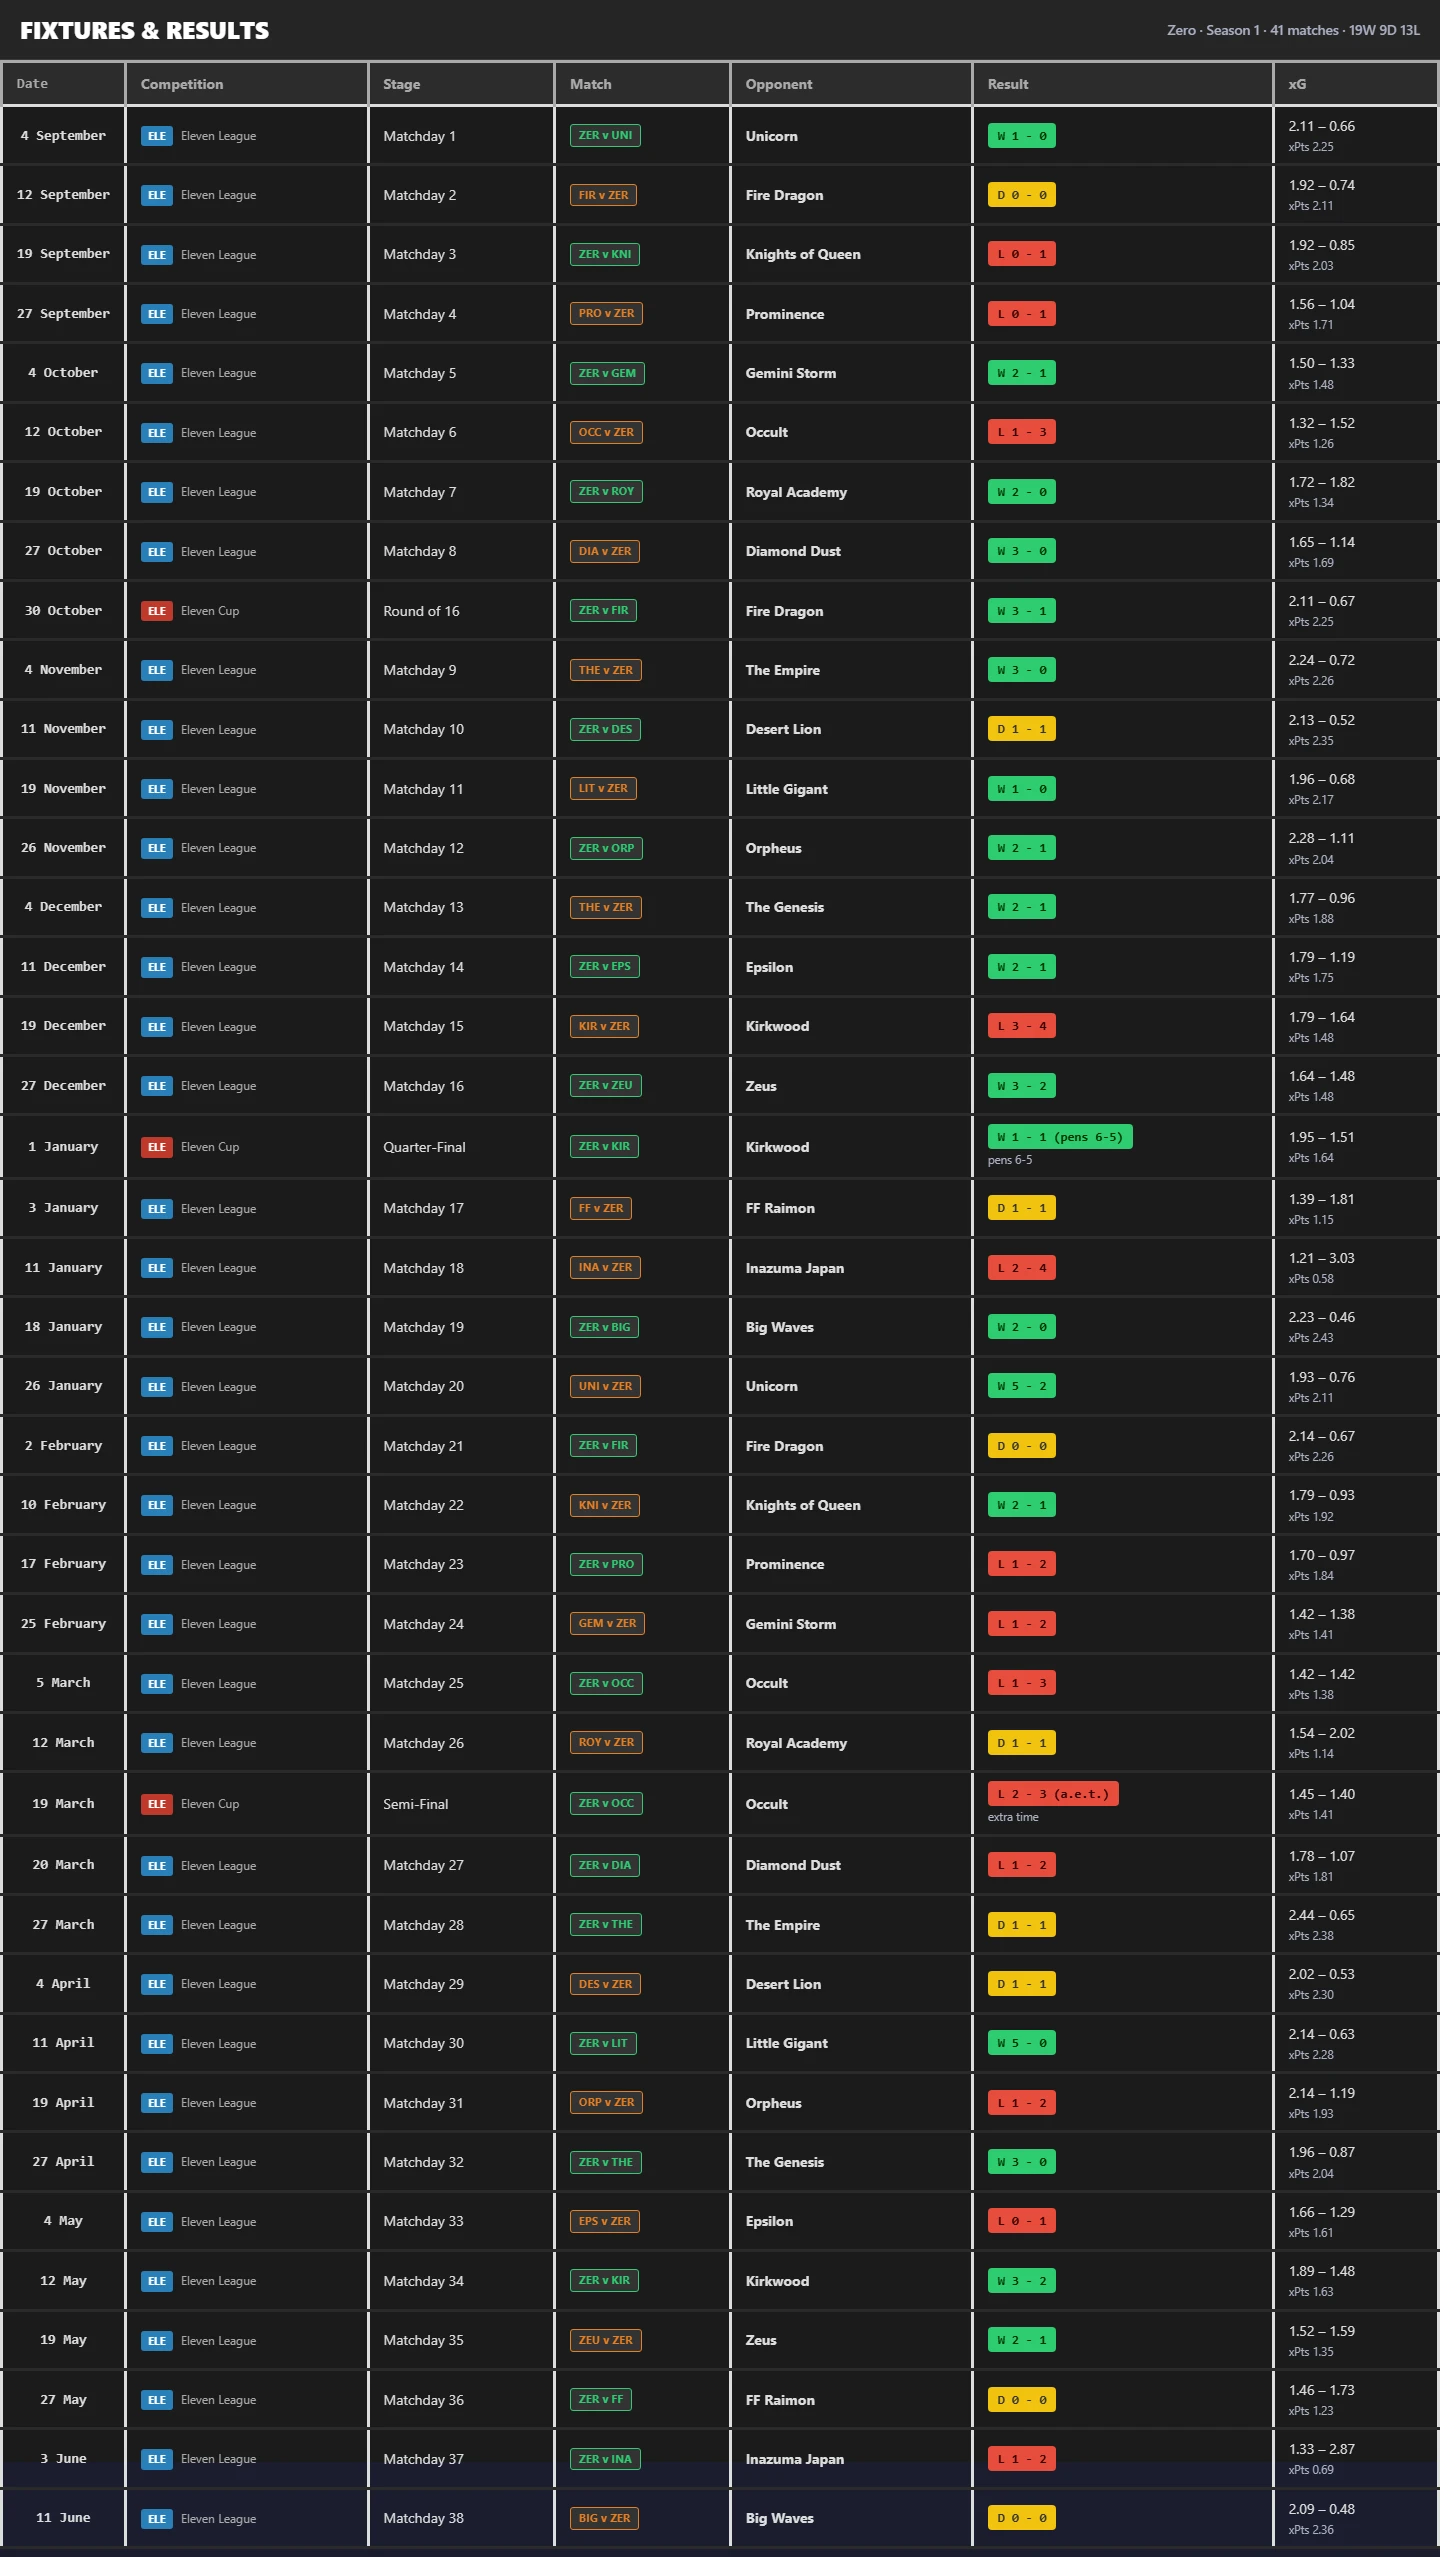 FIXTURES & RESULTS
Zero · Season 1 · 41 matches · 19W 9D 13L
Date Competition Stage Match Opponent Result xG
4 September ELE Eleven League Matchday 1 ZER v UNI Unicorn W 1 - 0 2.11 – 0.66
xPts 2.25
12 September ELE Eleven League Matchday 2 FIR v ZER Fire Dragon D 0 - 0 1.92 – 0.74
xPts 2.11
19 September ELE Eleven League Matchday 3 ZER v KNI Knights of Queen L 0 - 1 1.92 – 0.85
xPts 2.03
27 September ELE Eleven League Matchday 4 PRO v ZER Prominence L 0 - 1 1.56 – 1.04
xPts 1.71
4 October ELE Eleven League Matchday 5 ZER v GEM Gemini Storm W 2 - 1 1.50 – 1.33
xPts 1.48
12 October ELE Eleven League Matchday 6 OCC v ZER Occult L 1 - 3 1.32 – 1.52
xPts 1.26
19 October ELE Eleven League Matchday 7 ZER v ROY Royal Academy W 2 - 0 1.72 – 1.82
xPts 1.34
27 October ELE Eleven League Matchday 8 DIA v ZER Diamond Dust W 3 - 0 1.65 – 1.14
xPts 1.69
30 October ELE Eleven Cup Round of 16 ZER v FIR Fire Dragon W 3 - 1 2.11 – 0.67
xPts 2.25
4 November ELE Eleven League Matchday 9 THE v ZER The Empire W 3 - 0 2.24 – 0.72
xPts 2.26
11 November ELE Eleven League Matchday 10 ZER v DES Desert Lion D 1 - 1 2.13 – 0.52
xPts 2.35
19 November ELE Eleven League Matchday 11 LIT v ZER Little Gigant W 1 - 0 1.96 – 0.68
xPts 2.17
26 November ELE Eleven League Matchday 12 ZER v ORP Orpheus W 2 - 1 2.28 – 1.11
xPts 2.04
4 December ELE Eleven League Matchday 13 THE v ZER The Genesis W 2 - 1 1.77 – 0.96
xPts 1.88
11 December ELE Eleven League Matchday 14 ZER v EPS Epsilon W 2 - 1 1.79 – 1.19
xPts 1.75
19 December ELE Eleven League Matchday 15 KIR v ZER Kirkwood L 3 - 4 1.79 – 1.64
xPts 1.48
27 December ELE Eleven League Matchday 16 ZER v ZEU Zeus W 3 - 2 1.64 – 1.48
xPts 1.48
1 January ELE Eleven Cup Quarter-Final ZER v KIR Kirkwood W 1 - 1 (pens 6-5) 1.95 – 1.51
pens 6-5 xPts 1.64
3 January ELE Eleven League Matchday 17 FF v ZER FF Raimon D 1 - 1 1.39 – 1.81
xPts 1.15
11 January ELE Eleven League Matchday 18 INA v ZER Inazuma Japan L 2 - 4 1.21 – 3.03
xPts 0.58
18 January ELE Eleven League Matchday 19 ZER v BIG Big Waves W 2 - 0 2.23 – 0.46
xPts 2.43
26 January ELE Eleven League Matchday 20 UNI v ZER Unicorn W 5 - 2 1.93 – 0.76
xPts 2.11
2 February ELE Eleven League Matchday 21 ZER v FIR Fire Dragon D 0 - 0 2.14 – 0.67
xPts 2.26
10 February ELE Eleven League Matchday 22 KNI v ZER Knights of Queen W 2 - 1 1.79 – 0.93
xPts 1.92
17 February ELE Eleven League Matchday 23 ZER v PRO Prominence L 1 - 2 1.70 – 0.97
xPts 1.84
25 February ELE Eleven League Matchday 24 GEM v ZER Gemini Storm L 1 - 2 1.42 – 1.38
xPts 1.41
5 March ELE Eleven League Matchday 25 ZER v OCC Occult L 1 - 3 1.42 – 1.42
xPts 1.38
12 March ELE Eleven League Matchday 26 ROY v ZER Royal Academy D 1 - 1 1.54 – 2.02
xPts 1.14
19 March ELE Eleven Cup Semi-Final ZER v OCC Occult L 2 - 3 (a.e.t.) 1.45 – 1.40
extra time xPts 1.41
20 March ELE Eleven League Matchday 27 ZER v DIA Diamond Dust L 1 - 2 1.78 – 1.07
xPts 1.81
27 March ELE Eleven League Matchday 28 ZER v THE The Empire D 1 - 1 2.44 – 0.65
xPts 2.38
4 April ELE Eleven League Matchday 29 DES v ZER Desert Lion D 1 - 1 2.02 – 0.53
xPts 2.30
11 April ELE Eleven League Matchday 30 ZER v LIT Little Gigant W 5 - 0 2.14 – 0.63
xPts 2.28
19 April ELE Eleven League Matchday 31 ORP v ZER Orpheus L 1 - 2 2.14 – 1.19
xPts 1.93
27 April ELE Eleven League Matchday 32 ZER v THE The Genesis W 3 - 0 1.96 – 0.87
xPts 2.04
4 May ELE Eleven League Matchday 33 EPS v ZER Epsilon L 0 - 1 1.66 – 1.29
xPts 1.61
12 May ELE Eleven League Matchday 34 ZER v KIR Kirkwood W 3 - 2 1.89 – 1.48
xPts 1.63
19 May ELE Eleven League Matchday 35 ZEU v ZER Zeus W 2 - 1 1.52 – 1.59
xPts 1.35
27 May ELE Eleven League Matchday 36 ZER v FF FF Raimon D 0 - 0 1.46 – 1.73
xPts 1.23
3 June ELE Eleven League Matchday 37 ZER v INA Inazuma Japan L 1 - 2 1.33 – 2.87
xPts 0.69
11 June ELE Eleven League Matchday 38 BIG v ZER Big Waves D 0 - 0 2.09 – 0.48
xPts 2.36